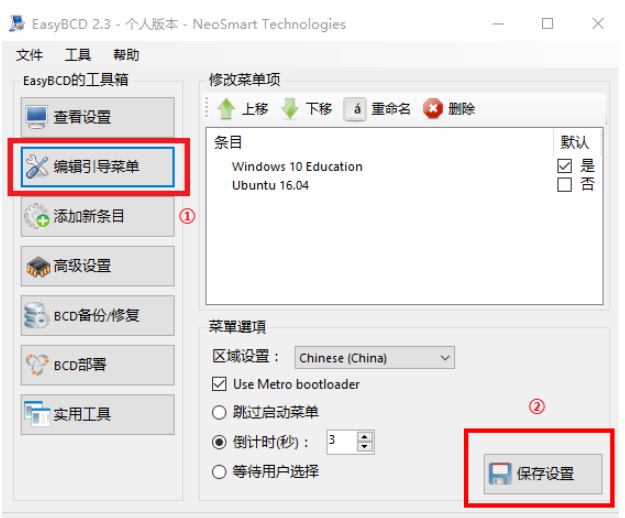 EasyBCD 2.3 - 个人版本 - NeoSmart Technologies
文件 工具 帮助
EasyBCD的工具箱
查看设置
编辑引导菜单
添加新条目
①
高级设置
BCD备份/修复
BCD部署
实用工具
修改菜单项
上移 下移 á 重命名 删除
条目 默认
Windows 10 Education 是
Ubuntu 16.04 否
菜單選項
区域设置： Chinese (China)
Use Metro bootloader
跳过启动菜单
倒计时(秒)： 3
等待用户选择
②
保存设置